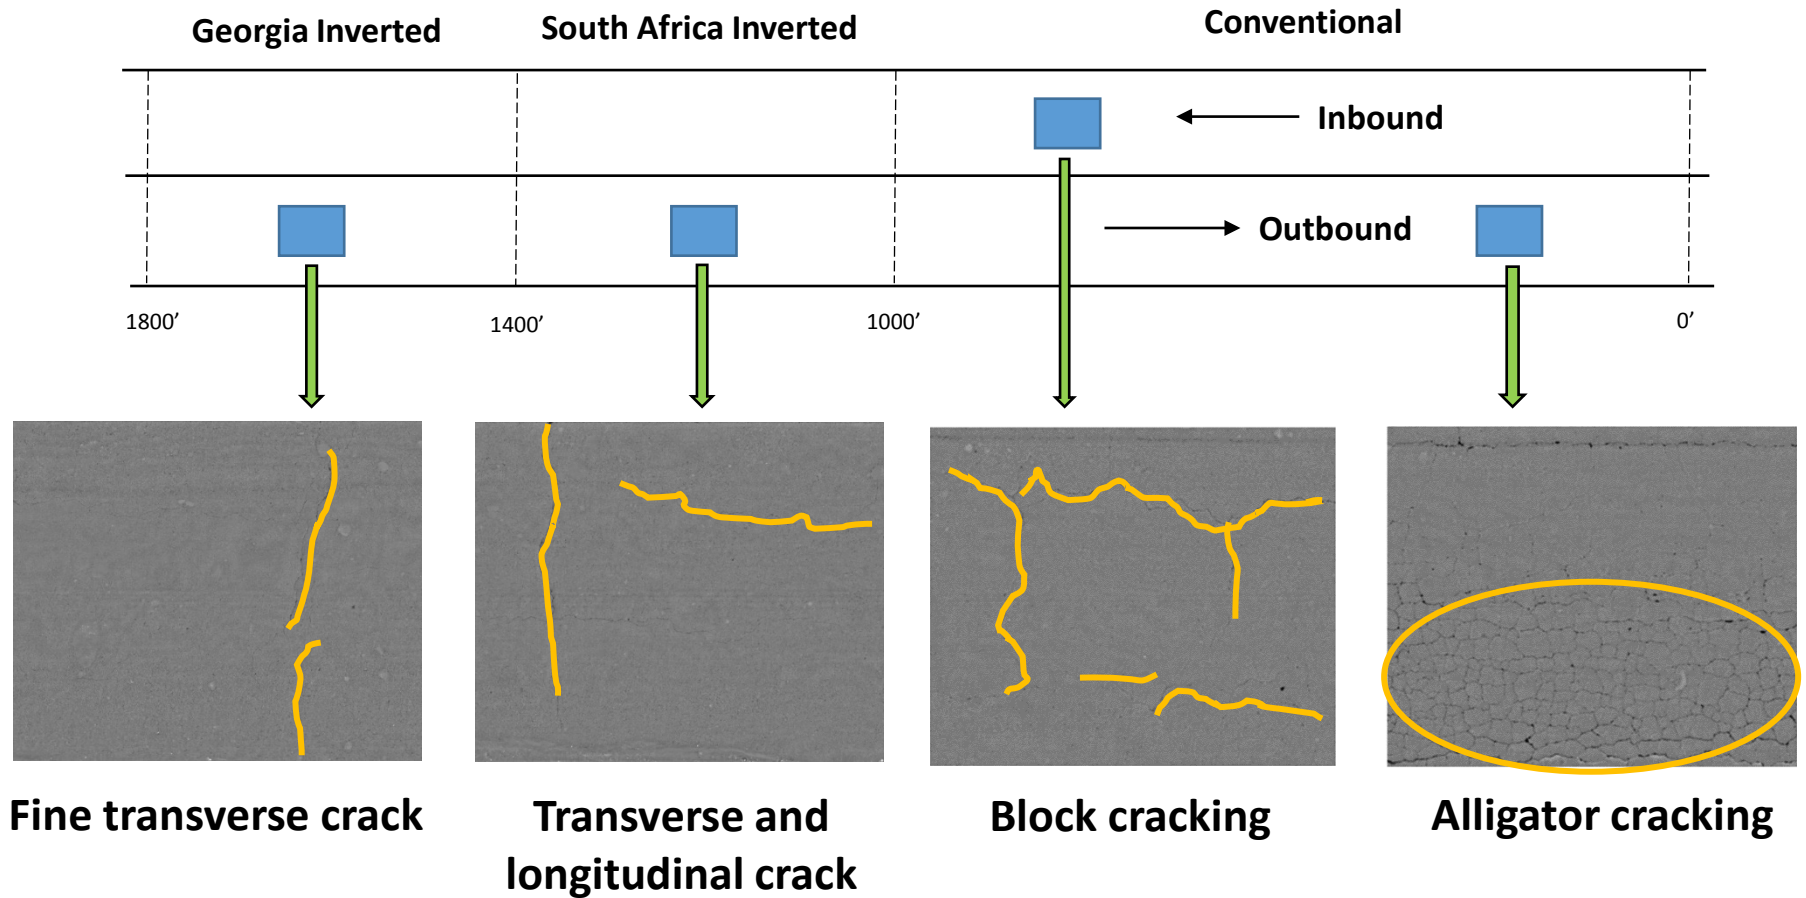 Georgia Inverted
South Africa Inverted
Conventional
Inbound
Outbound
1800’
1400’
1000’
0’
Fine transverse crack
Transverse and
longitudinal crack
Block cracking
Alligator cracking